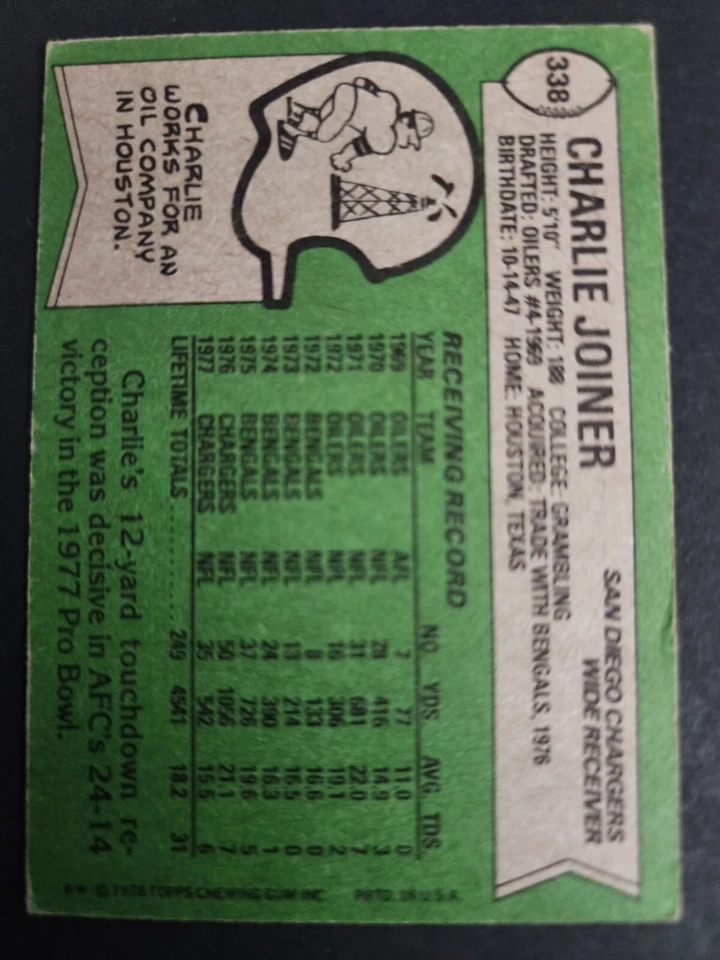 338
CHARLIE JOINER
SAN DIEGO CHARGERS
WIDE RECEIVER
HEIGHT: 5'10" WEIGHT: 188 COLLEGE: GRAMBLING
DRAFTED: OILERS #4-1969 ACQUIRED: TRADE WITH BENGALS, 1976
BIRTHDATE: 10-14-47 HOME: HOUSTON, TEXAS
CHARLIE
WORKS FOR AN
OIL COMPANY
IN HOUSTON.
RECEIVING RECORD
YEAR TEAM NO. YDS. AVG. TDS.
1969 OILERS AFL 7 77 11.0 0
1970 OILERS NFL 28 416 14.9 3
1971 OILERS NFL 31 681 22.0 7
1972 OILERS NFL 16 306 19.1 2
1972 BENGALS NFL 8 133 16.6 0
1973 BENGALS NFL 13 214 16.5 0
1974 BENGALS NFL 24 390 16.3 1
1975 BENGALS NFL 37 726 19.6 5
1976 CHARGERS NFL 50 1056 21.1 7
1977 CHARGERS NFL 35 542 15.5 6
LIFETIME TOTALS .......... 249 4541 18.2 31
Charlie's 12-yard touchdown re-
ception was decisive in AFC's 24-14
victory in the 1977 Pro Bowl.
© 1978 TOPPS CHEWING GUM INC. PRTD. IN U.S.A.